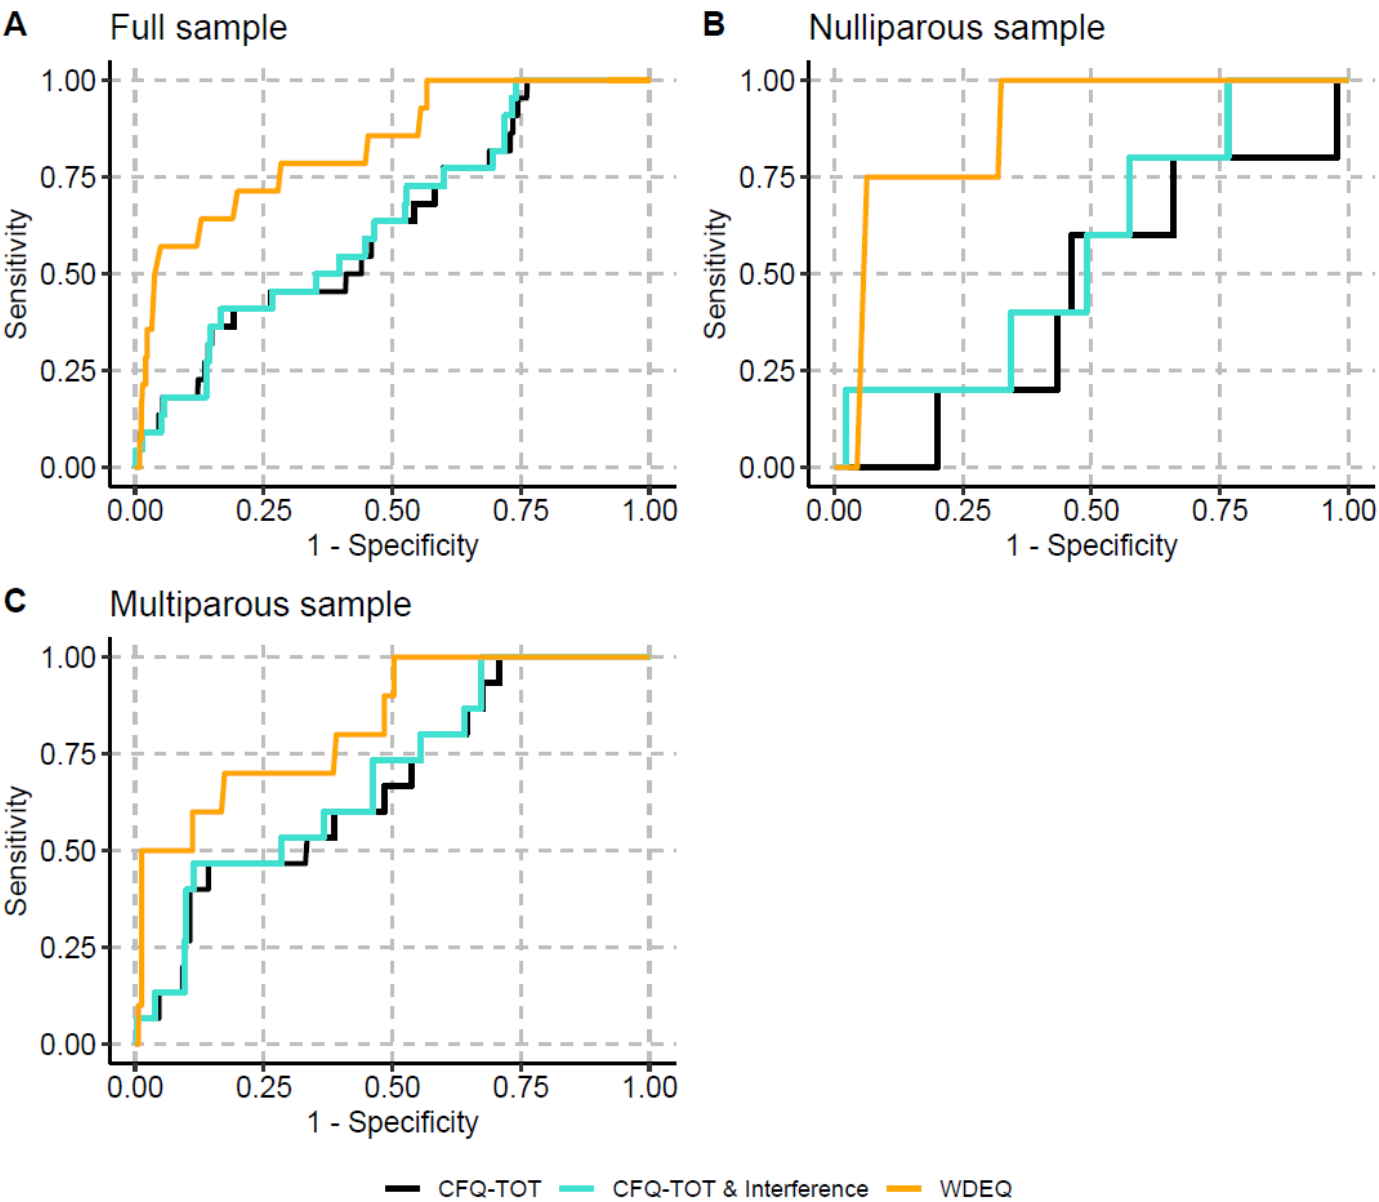 A Full sample
1.00
0.75
0.50
0.25
0.00
Sensitivity
0.00 0.25 0.50 0.75 1.00
1 - Specificity
B Nulliparous sample
1.00
0.75
0.50
0.25
0.00
Sensitivity
0.00 0.25 0.50 0.75 1.00
1 - Specificity
C Multiparous sample
1.00
0.75
0.50
0.25
0.00
Sensitivity
0.00 0.25 0.50 0.75 1.00
1 - Specificity
CFQ-TOT CFQ-TOT & Interference WDEQ